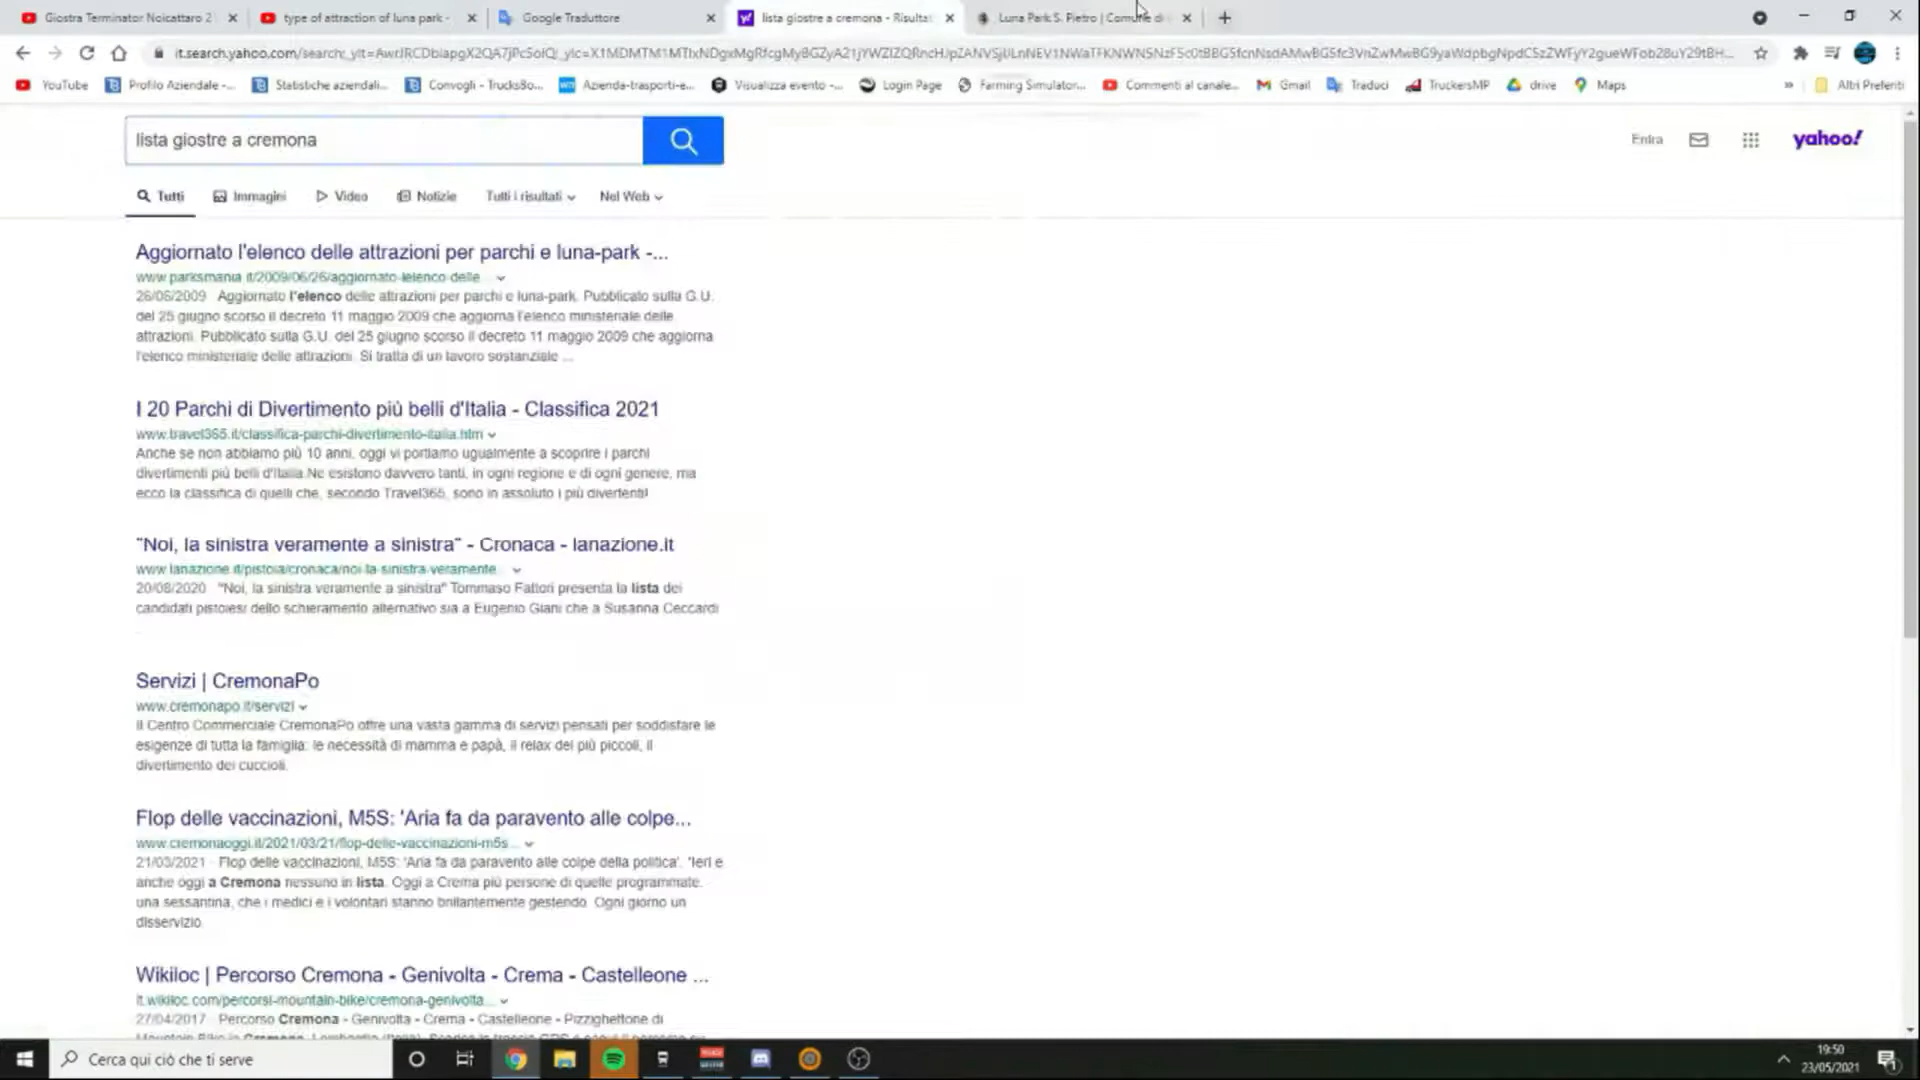 Giostra Terminator Noicattaro 2
type of attraction of luna park -
Google Traduttore
lista giostre a cremona - Risultat
Luna Park S. Pietro | Comune di
YouTube
Profilo Aziendale -...
Statistiche aziendali...
Convogli - TrucksBo...
Azienda-trasporti-e...
Visualizza evento -...
Login Page
Farming Simulator...
Commenti al canale...
Gmail
Traduci
TruckersMP
drive
Maps
»
Altri Preferiti
lista giostre a cremona
Entra
yahoo!
Tutti
Immagini
Video
Notizie
Tutti i risultati
Nel Web
Aggiornato l'elenco delle attrazioni per parchi e luna-park -...
www.parksmania.it/2009/06/26/aggiornato-lelenco-delle...
26/06/2009 · Aggiornato l'elenco delle attrazioni per parchi e luna-park. Pubblicato sulla G.U.
del 25 giugno scorso il decreto 11 maggio 2009 che aggiorna l'elenco ministeriale delle
attrazioni. Pubblicato sulla G.U. del 25 giugno scorso il decreto 11 maggio 2009 che aggiorna
l'elenco ministeriale delle attrazioni. Si tratta di un lavoro sostanziale ...
I 20 Parchi di Divertimento più belli d'Italia - Classifica 2021
www.travel365.it/classifica-parchi-divertimento-italia.htm
Anche se non abbiamo più 10 anni, oggi vi portiamo ugualmente a scoprire i parchi
divertimenti più belli d'Italia.Ne esistono davvero tanti, in ogni regione e di ogni genere, ma
ecco la classifica di quelli che, secondo Travel365, sono in assoluto i più divertenti!
"Noi, la sinistra veramente a sinistra" - Cronaca - lanazione.it
www.lanazione.it/pistoia/cronaca/noi-la-sinistra-veramente...
20/08/2020 · "Noi, la sinistra veramente a sinistra" Tommaso Fattori presenta la lista dei
candidati pistoiesi dello schieramento alternativo sia a Eugenio Giani che a Susanna Ceccardi
Servizi | CremonaPo
www.cremonapo.it/servizi
Il Centro Commerciale CremonaPo offre una vasta gamma di servizi pensati per soddisfare le
esigenze di tutta la famiglia: le necessità di mamma e papà, il relax dei più piccoli, il
divertimento dei cuccioli.
Flop delle vaccinazioni, M5S: 'Aria fa da paravento alle colpe...
www.cremonaoggi.it/2021/03/21/flop-delle-vaccinazioni-m5s...
21/03/2021 · Flop delle vaccinazioni, M5S: 'Aria fa da paravento alle colpe della politica'. "Ieri e
anche oggi a Cremona nessuno in lista. Oggi a Crema più persone di quelle programmate,
una sessantina, che i medici e i volontari stanno brillantemente gestendo. Ogni giorno un
disservizio.
Wikiloc | Percorso Cremona - Genivolta - Crema - Castelleone ...
it.wikiloc.com/percorsi-mountain-bike/cremona-genivolta...
27/04/2017 · Percorso Cremona - Genivolta - Crema - Castelleone - Pizzighettone di
Cerca qui ciò che ti serve
19:50
23/05/2021